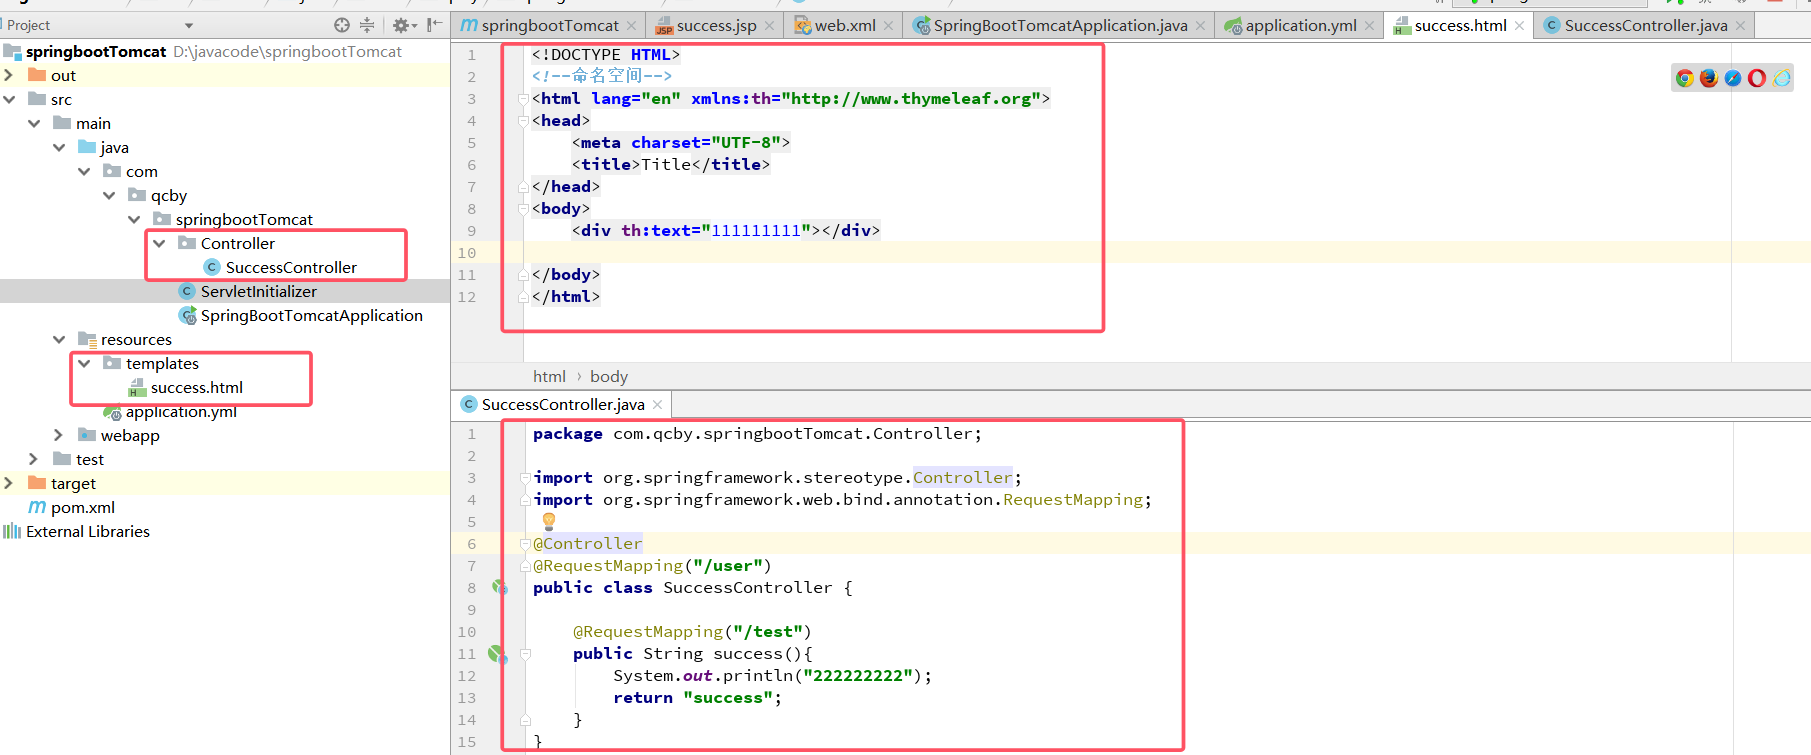 Project
springbootTomcat D:\javacode\springbootTomcat
out
src
main
java
com
qcby
springbootTomcat
Controller
SuccessController
ServletInitializer
SpringBootTomcatApplication
resources
templates
success.html
application.yml
webapp
test
target
pom.xml
External Libraries
springbootTomcat
success.jsp
web.xml
SpringBootTomcatApplication.java
application.yml
success.html
SuccessController.java
1 <!DOCTYPE HTML>
2 <!--命名空间-->
3 <html lang="en" xmlns:th="http://www.thymeleaf.org">
4 <head>
5 <meta charset="UTF-8">
6 <title>Title</title>
7 </head>
8 <body>
9 <div th:text="111111111"></div>
10
11 </body>
12 </html>
html › body
SuccessController.java
1 package com.qcby.springbootTomcat.Controller;
2
3 import org.springframework.stereotype.Controller;
4 import org.springframework.web.bind.annotation.RequestMapping;
5
6 @Controller
7 @RequestMapping("/user")
8 public class SuccessController {
9
10 @RequestMapping("/test")
11 public String success(){
12 System.out.println("222222222");
13 return "success";
14 }
15 }